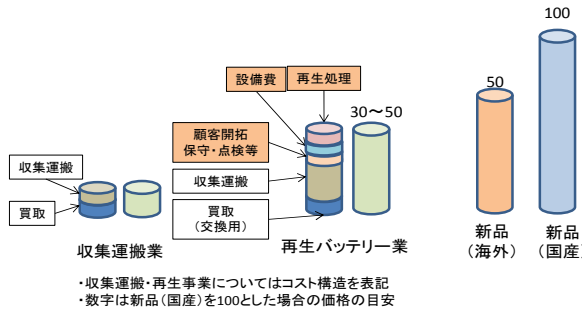 100
設備費
再生処理
50
30～50
顧客開拓
保守・点検等
収集運搬
収集運搬
買取
買取
（交換用）
収集運搬業
再生バッテリー業
新品
（海外）
新品
（国産）
・収集運搬・再生事業についてはコスト構造を表記
・数字は新品（国産）を100とした場合の価格の目安